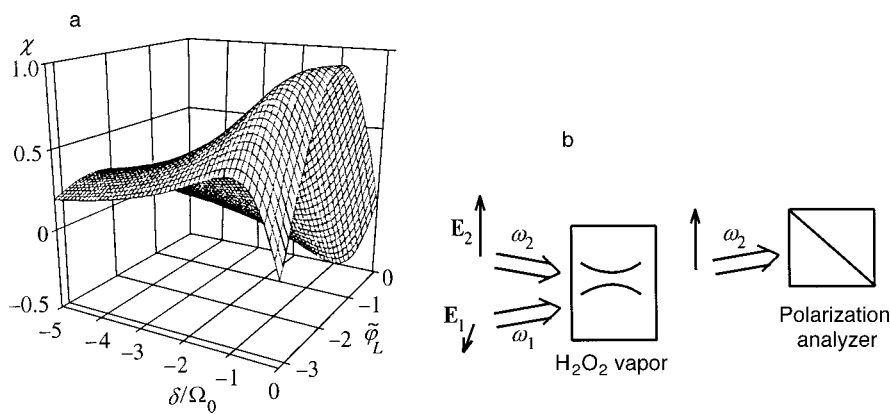 a
χ
1.0
0.5
0
−0.5
−5
−4
−3
−2
−1
0
δ/Ω₀
−3
−2
−1
0
φ̃_L
b
E₂
ω₂
E₁
ω₁
H₂O₂ vapor
ω₂
Polarization
analyzer